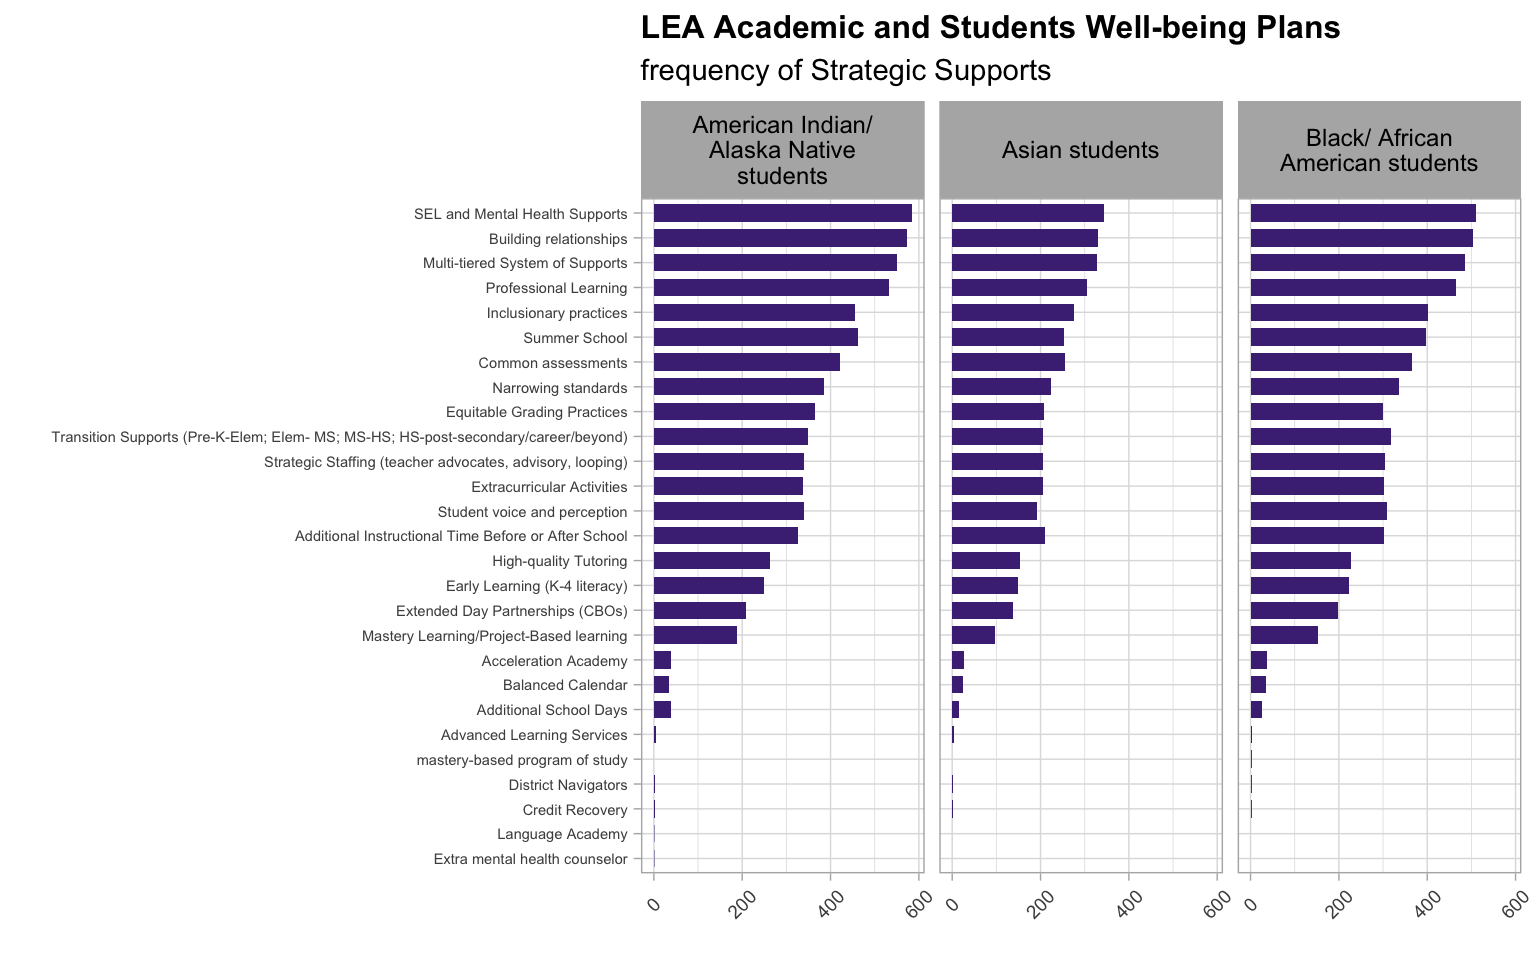 LEA Academic and Students Well-being Plans
frequency of Strategic Supports
American Indian/
Alaska Native
students
Asian students
Black/ African
American students
SEL and Mental Health Supports
Building relationships
Multi-tiered System of Supports
Professional Learning
Inclusionary practices
Summer School
Common assessments
Narrowing standards
Equitable Grading Practices
Transition Supports (Pre-K-Elem; Elem- MS; MS-HS; HS-post-secondary/career/beyond)
Strategic Staffing (teacher advocates, advisory, looping)
Extracurricular Activities
Student voice and perception
Additional Instructional Time Before or After School
High-quality Tutoring
Early Learning (K-4 literacy)
Extended Day Partnerships (CBOs)
Mastery Learning/Project-Based learning
Acceleration Academy
Balanced Calendar
Additional School Days
Advanced Learning Services
mastery-based program of study
District Navigators
Credit Recovery
Language Academy
Extra mental health counselor
0 200 400 600 0 200 400 600 0 200 400 600